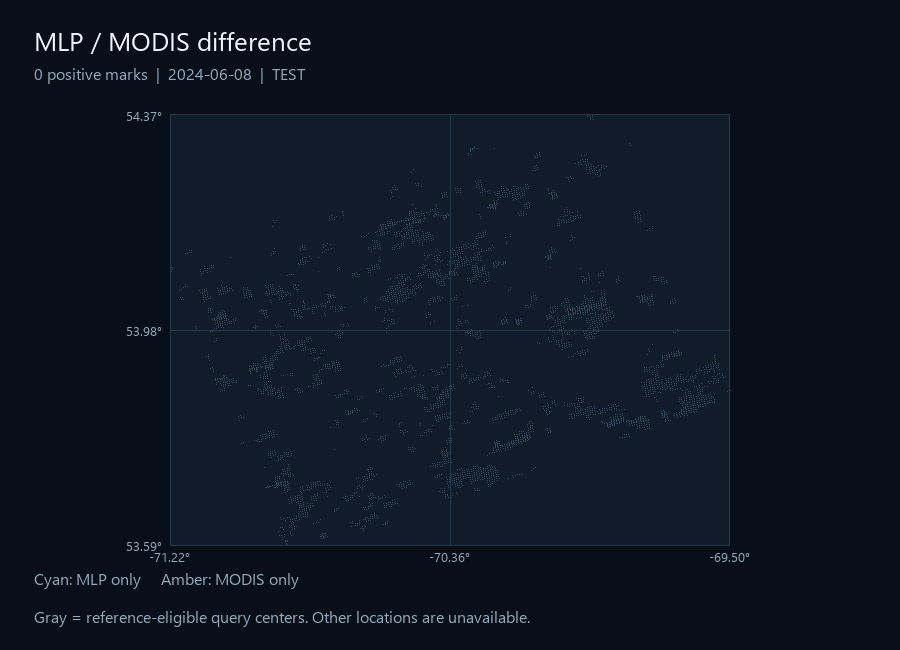 MLP / MODIS difference
0 positive marks | 2024-06-08 | TEST
54.37°
53.98°
53.59°
-71.22° -70.36° -69.50°
Cyan: MLP only Amber: MODIS only
Gray = reference-eligible query centers. Other locations are unavailable.